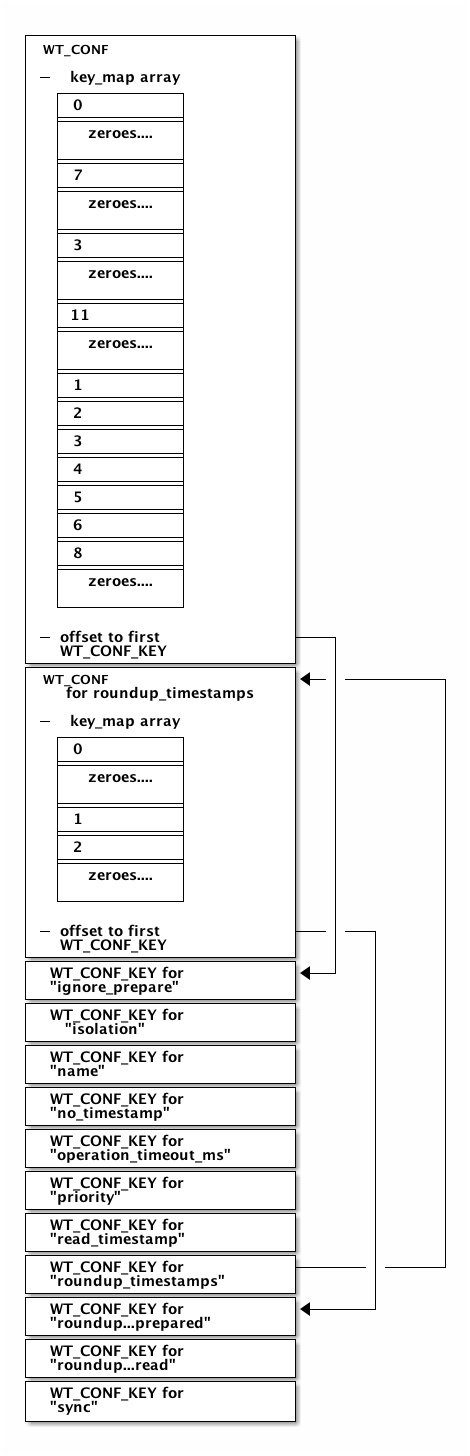 WT_CONF
— key_map array
0
zeroes....
7
zeroes....
3
zeroes....
11
zeroes....
1
2
3
4
5
6
8
zeroes....
— offset to first
WT_CONF_KEY
WT_CONF
for roundup_timestamps
— key_map array
0
zeroes....
1
2
zeroes....
— offset to first
WT_CONF_KEY
WT_CONF_KEY for
"ignore_prepare"
WT_CONF_KEY for
"isolation"
WT_CONF_KEY for
"name"
WT_CONF_KEY for
"no_timestamp"
WT_CONF_KEY for
"operation_timeout_ms"
WT_CONF_KEY for
"priority"
WT_CONF_KEY for
"read_timestamp"
WT_CONF_KEY for
"roundup_timestamps"
WT_CONF_KEY for
"roundup...prepared"
WT_CONF_KEY for
"roundup...read"
WT_CONF_KEY for
"sync"